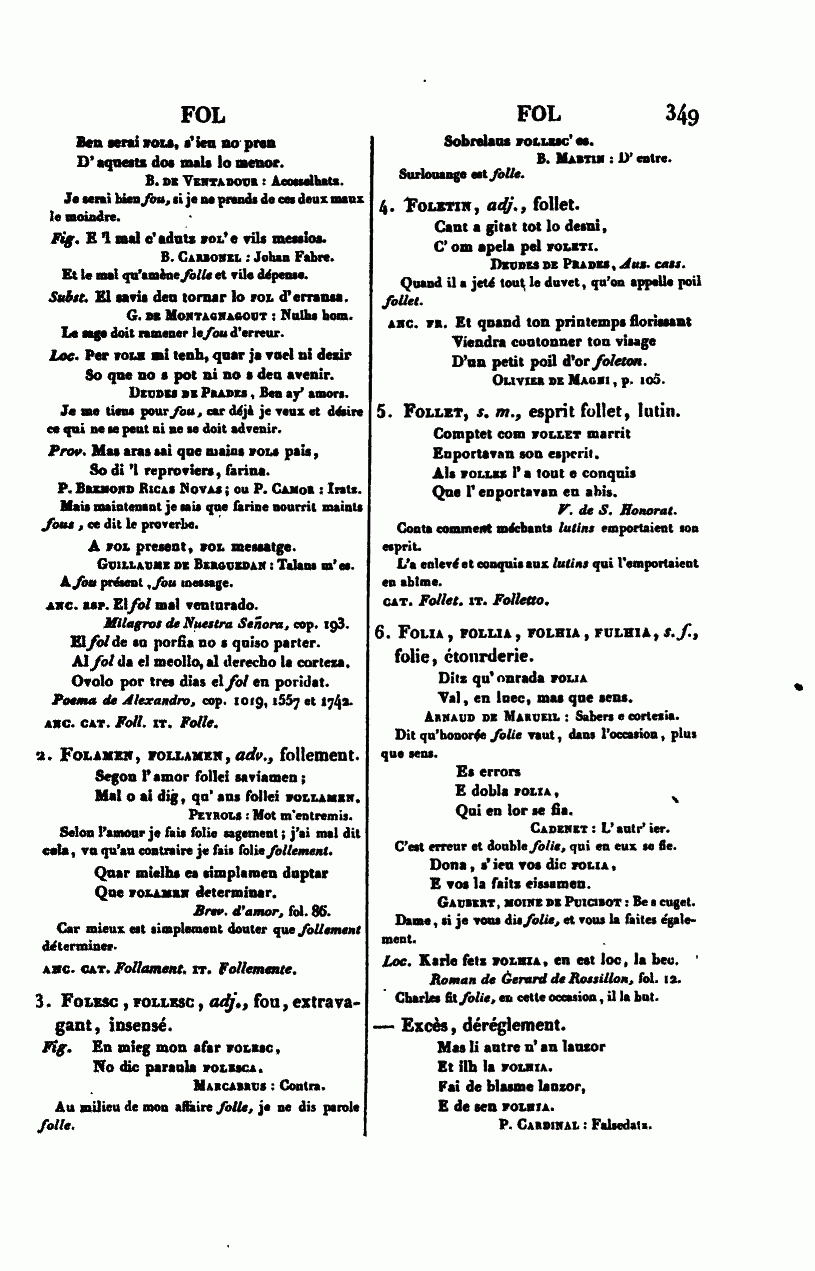 FOL
Ben serai FOLS, s'ieu no pren
D'aquestz dos mals lo menor.
B. DE VENTADOUR : Acosselhatz.
Je serai bien fou, si je ne prends de ces deux maux
le moindre.
Fig. E 'l mal c'adutz FOL' e vils messios.
B. CARBONEL : Johan Fabre.
Et le mal qu'amène folle et vile dépense.
Subst. El savis deu tornar lo FOL d'erransa.
G. DE MONTAGNAGOUT : Nulhs hom.
Le sage doit ramener le fou d'erreur.
Loc. Per FOLS mi tenh, quar ja vuel ni dezir
So que no s pot ni no s deu avenir.
DEUDES DE PRADES, Ben ay' amors.
Je me tiens pour fou, car déjà je veux et désire
ce qui ne se peut ni ne se doit advenir.
Prov. Mas aras sai que mains FOLS pais,
So di 'l reproviers, farina.
P. BREMOND RICAS NOVAS; ou P. CAMOR : Iratz.
Mais maintenant je sais que farine nourrit maints
fous, ce dit le proverbe.
A FOL present, FOL messatge.
GUILLAUME DE BERGUEDAN : Talans m'es.
A fou présent, fou message.
ANC. ESP. El fol mal venturado.
Milagros de Nuestra Señora, cop. 193.
El fol de su porfia no s quiso parter.
Al fol da el meollo, al derecho la corteza.
Ovolo por tres dias el fol en poridat.
Poema de Alexandro, cop. 1019, 1557 et 1742.
ANC. CAT. Foll. IT. Folle.
2. FOLAMEN, FOLLAMEN, adv., follement.
Segon l'amor follei saviamen;
Mal o ai dig, qu' ans follei FOLLAMEN.
PEYROLS : Mot m'entremis.
Selon l'amour je fais folie sagement; j'ai mal dit
cela, vu qu'au contraire je fais folie follement.
Quar mielhs es simplamen duptar
Que FOLAMEN determinar.
Brev. d'amor, fol. 86.
Car mieux est simplement douter que follement
déterminer.
ANC. CAT. Follament. IT. Follemente.
3. FOLESC, FOLLESC, adj., fou, extrava-
gant, insensé.
Fig. En mieg mon afar FOLESC,
No dic paraula FOLESCA.
MARCABRUS : Contra.
Au milieu de mon affaire folle, je ne dis parole
folle.
FOL 349
Sobrelaus FOLLESC' es.
B. MARTIN : D' entre.
Surlouange est folle.
4. FOLETIN, adj., follet.
Cant a gitat tot lo desni,
C' om apela pel FOLETI.
DEUDES DE PRADES, Aus. cass.
Quand il a jeté tout le duvet, qu'on appelle poil
follet.
ANC. FR. Et quand ton printemps florissant
Viendra contonner ton visage
D'un petit poil d'or foleton.
OLIVIER DE MAGNI, p. 105.
5. FOLLET, s. m., esprit follet, lutin.
Comptet com FOLLET marrit
Enportavan son esperit.
Als FOLLEZ l'a tout e conquis
Que l'enportavan en abis.
V. de S. Honorat.
Conta comment méchants lutins emportaient son
esprit.
L'a enlevé et conquis aux lutins qui l'emportaient
en abîme.
CAT. Follet. IT. Folletto.
6. FOLIA, FOLLIA, FOLHIA, FULHIA, s. f.,
folie, étourderie.
Ditz qu'onrada FOLIA
Val, en luec, mas que sens.
ARNAUD DE MARUEIL : Sabers e cortezia.
Dit qu'honorée folie vaut, dans l'occasion, plus
que sens.
Es errors
E dobla FOLIA,
Qui en lor se fia.
CADENET : L'autr' ier.
C'est erreur et double folie, qui en eux se fie.
Dona, s'ieu vos dic FOLIA,
E vos la faitz eissamen.
GAUBERT, MOINE DE PUICIBOT : Be s cuget.
Dame, si je vous dis folie, et vous la faites égale-
ment.
Loc. Karle fetz FOLHIA, en est loc, la bec.
Roman de Gerard de Rossillon, fol. 12.
Charles fit folie, en cette occasion, il la but.
— Excès, déréglement.
Mas li autre n'an lauzor
Et ilh la FOLHIA.
Fai de blasme lauzor,
E de sen FOLHIA.
P. CARDINAL : Falsedatz.